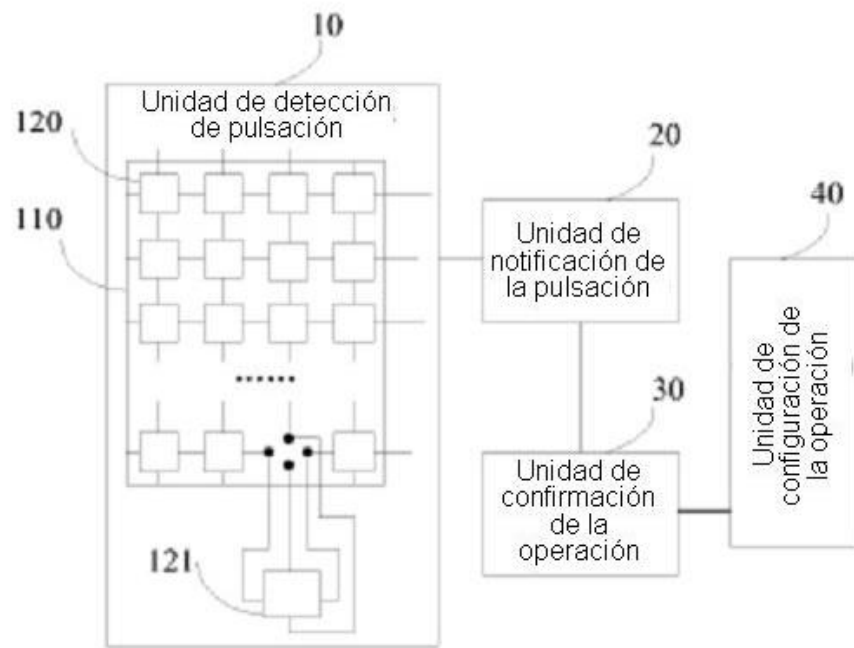 10
Unidad de detección
de pulsación
120
110
121
20
Unidad de
notificación de
la pulsación
30
Unidad de
confirmación
de la
operación
40
Unidad de
configuración de
la operación